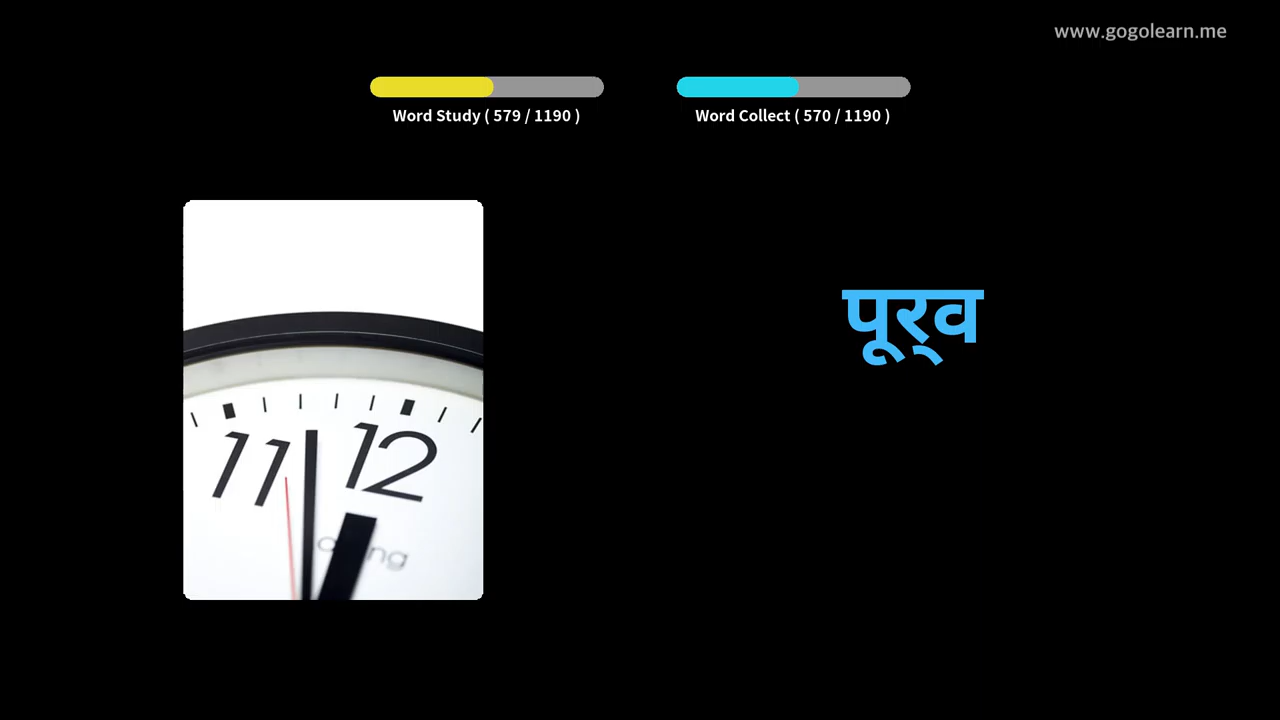 www.gogolearn.me
Word Study ( 579 / 1190 )
Word Collect ( 570 / 1190 )
पूर्‌व
11 12